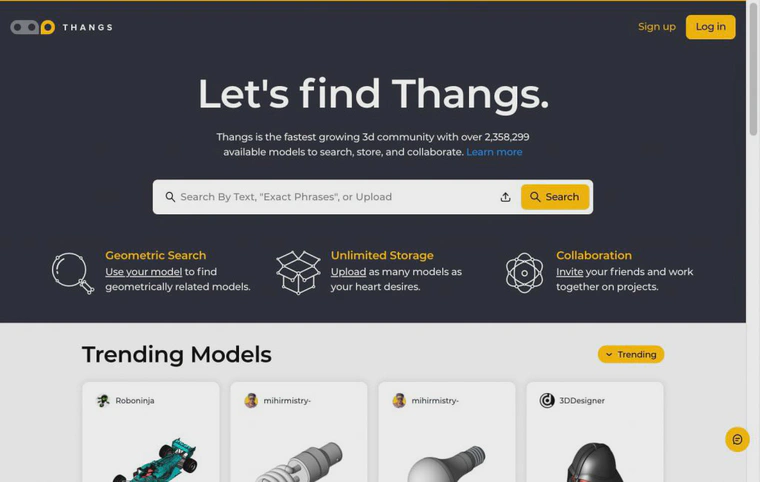 THANGS
Sign up
Log in
Let's find Thangs.
Thangs is the fastest growing 3d community with over 2,358,299
available models to search, store, and collaborate. Learn more
Search By Text, "Exact Phrases", or Upload
Search
Geometric Search
Use your model to find
geometrically related models.
Unlimited Storage
Upload as many models as
your heart desires.
Collaboration
Invite your friends and work
together on projects.
Trending Models
Trending
Roboninja
mihirmistry-
mihirmistry-
3DDesigner